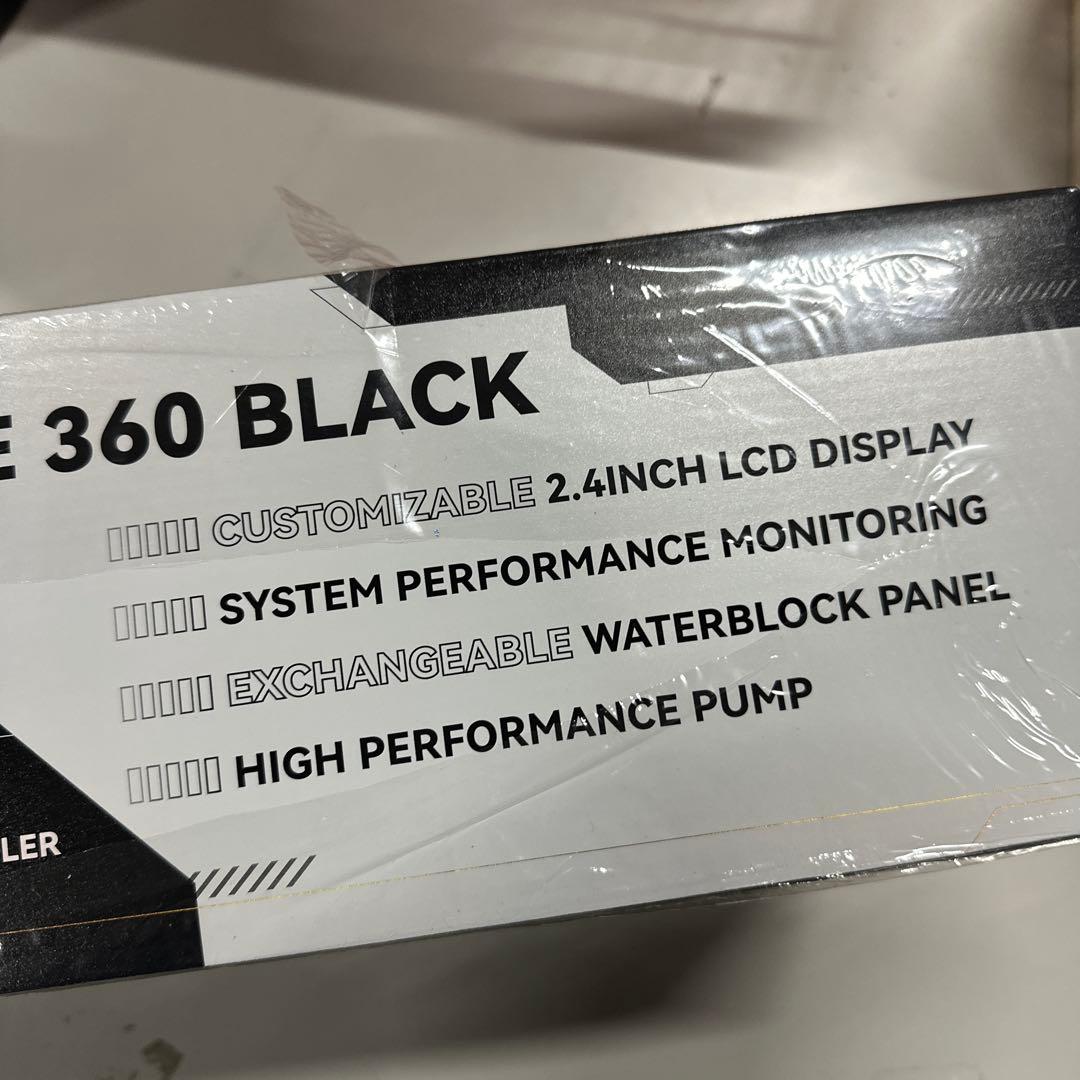 E 360 BLACK
▯▯▯▯▯ CUSTOMIZABLE 2.4INCH LCD DISPLAY
▯▯▯▯▯ SYSTEM PERFORMANCE MONITORING
▯▯▯▯▯ EXCHANGEABLE WATERBLOCK PANEL
▯▯▯▯▯ HIGH PERFORMANCE PUMP
LER